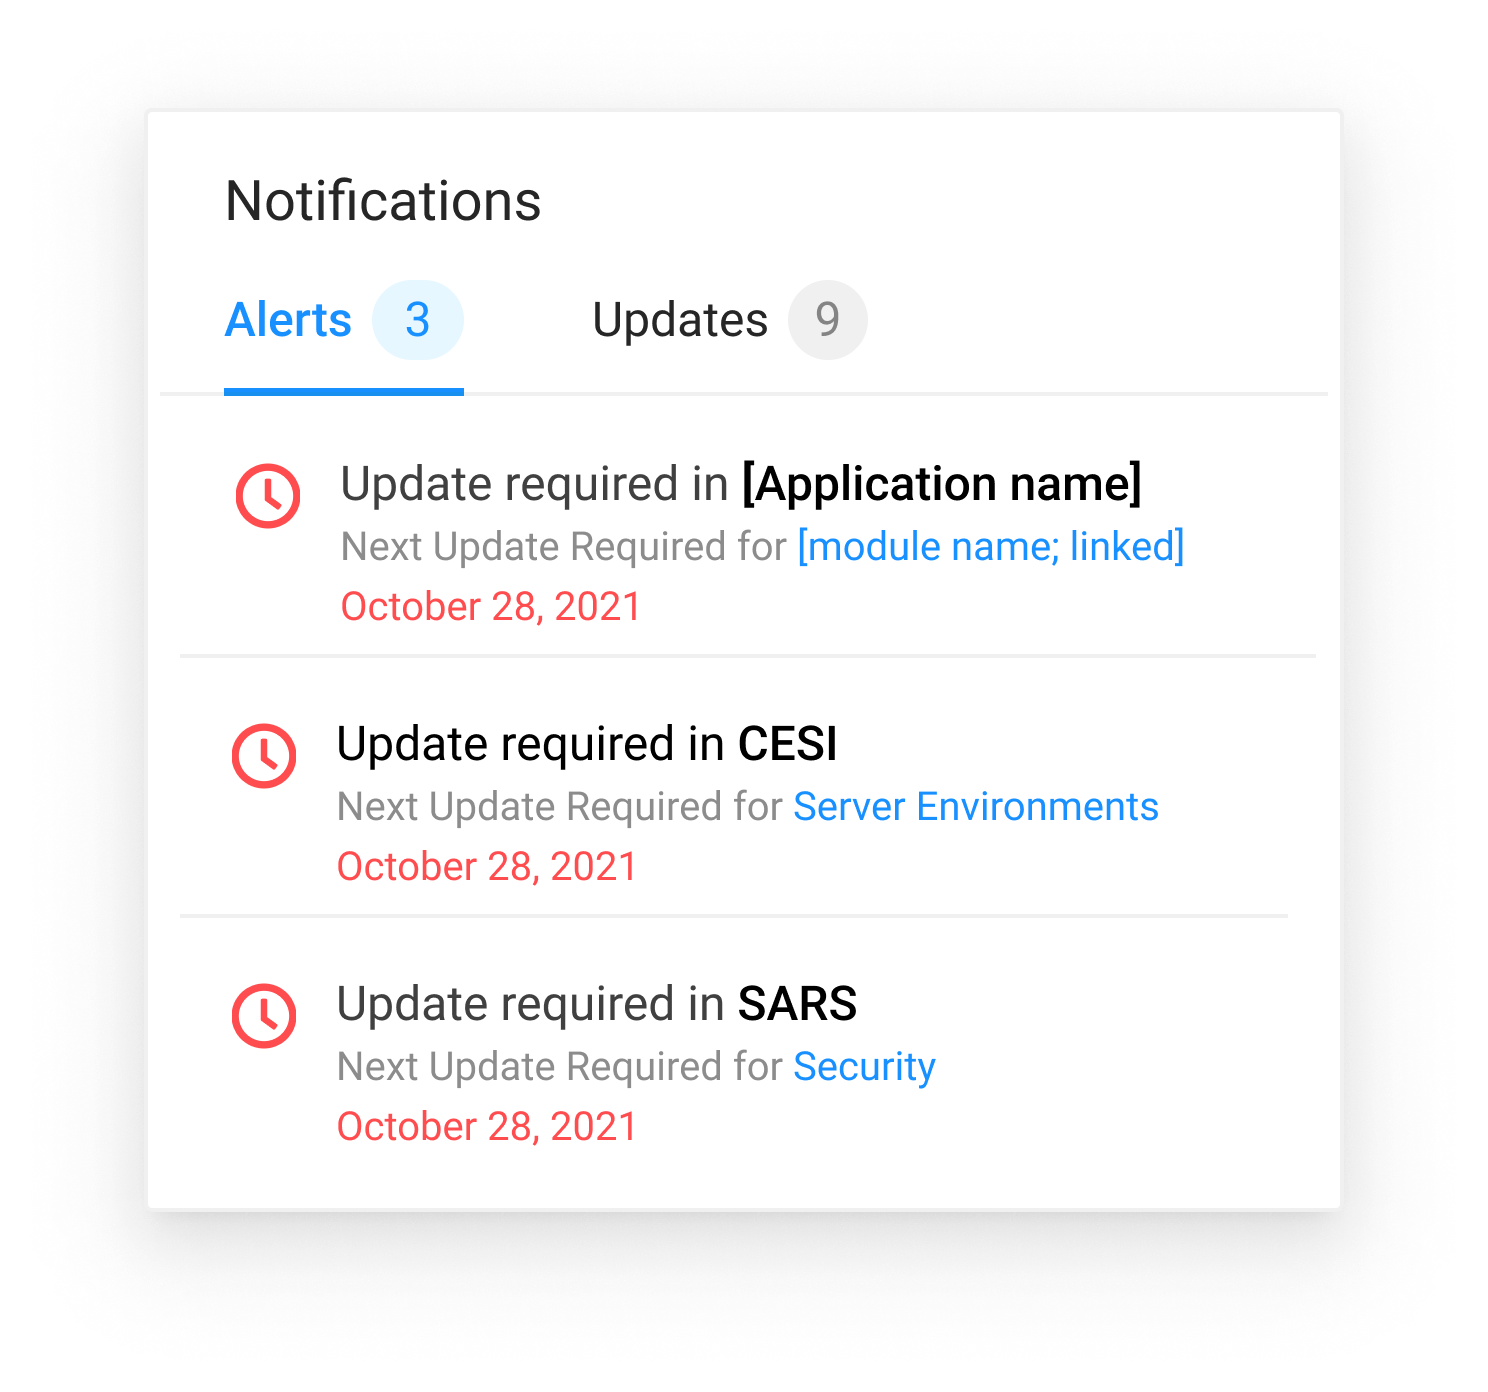 Notifications
Alerts 3 Updates 9
Update required in [Application name]
Next Update Required for [module name; linked]
October 28, 2021
Update required in CESI
Next Update Required for Server Environments
October 28, 2021
Update required in SARS
Next Update Required for Security
October 28, 2021